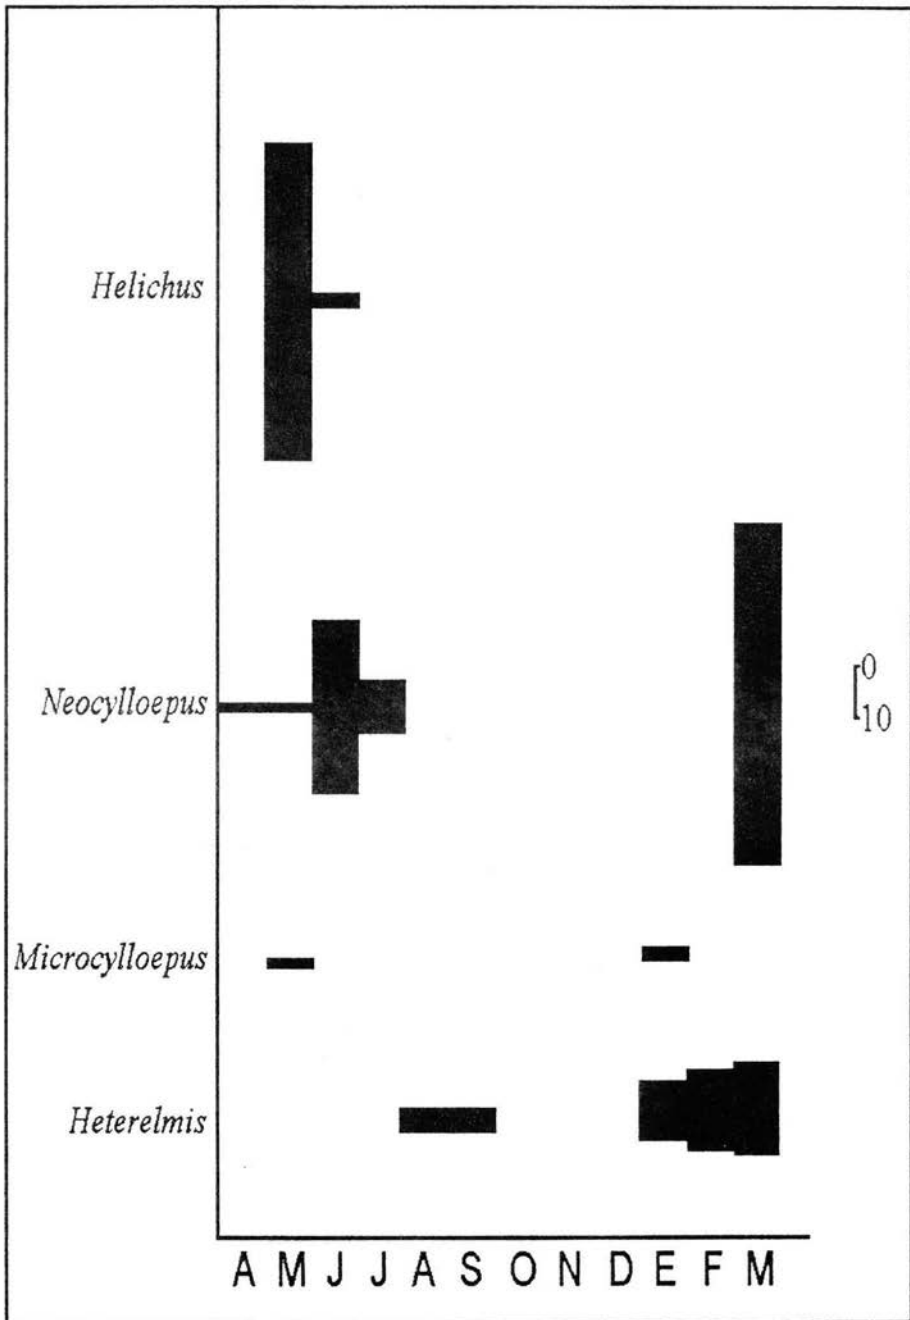 Helichus
0
Neocylloepus
10
Microcylloepus
Heterelmis
A M J J A S O N D E F M